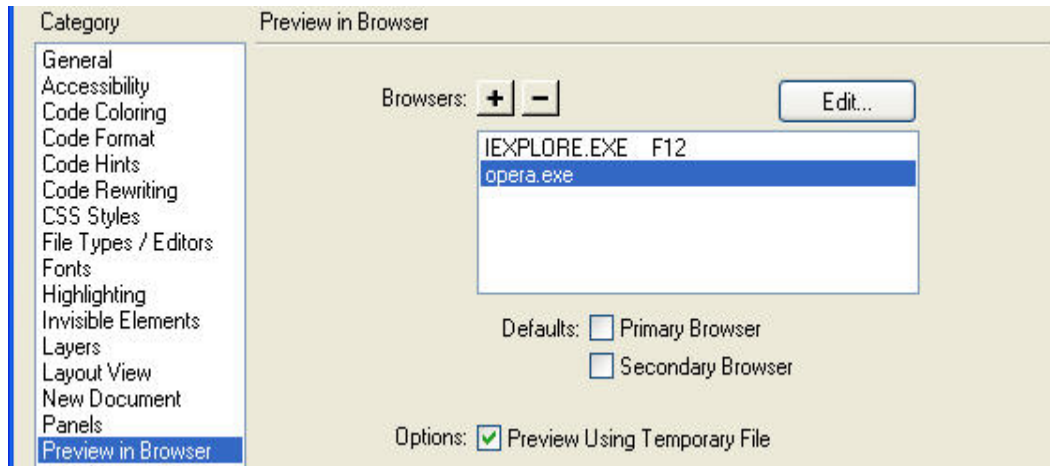 Category
Preview in Browser
General
Accessibility
Code Coloring
Code Format
Code Hints
Code Rewriting
CSS Styles
File Types / Editors
Fonts
Highlighting
Invisible Elements
Layers
Layout View
New Document
Panels
Preview in Browser
Browsers: + − Edit...
IEXPLORE.EXE F12
opera.exe
Defaults: Primary Browser
Secondary Browser
Options: Preview Using Temporary File